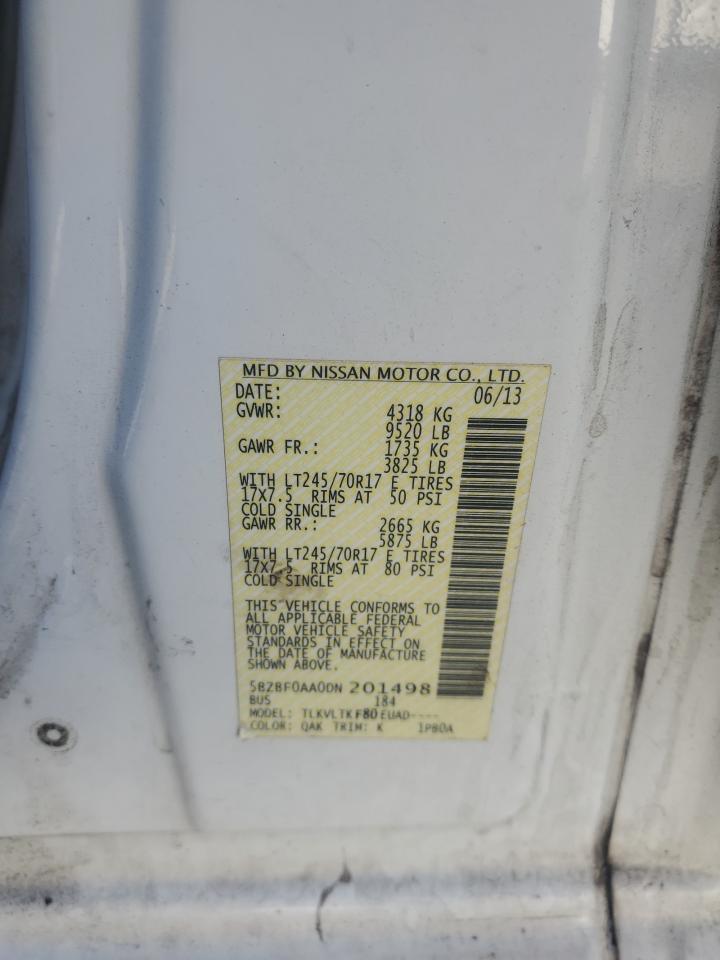 MFD BY NISSAN MOTOR CO., LTD.
DATE: 06/13
GVWR: 4318 KG
9520 LB
GAWR FR.: 1735 KG
3825 LB
WITH LT245/70R17 E TIRES
17X7.5 RIMS AT 50 PSI
COLD SINGLE
GAWR RR.: 2665 KG
5875 LB
WITH LT245/70R17 E TIRES
17X7.5 RIMS AT 80 PSI
COLD SINGLE
THIS VEHICLE CONFORMS TO
ALL APPLICABLE FEDERAL
MOTOR VEHICLE SAFETY
STANDARDS IN EFFECT ON
THE DATE OF MANUFACTURE
SHOWN ABOVE.
5BZBF0AA0DN 201498
BUS 184
MODEL: TLKVLTK F80 EUAD----
COLOR: QAK TRIM: K 1PB0A